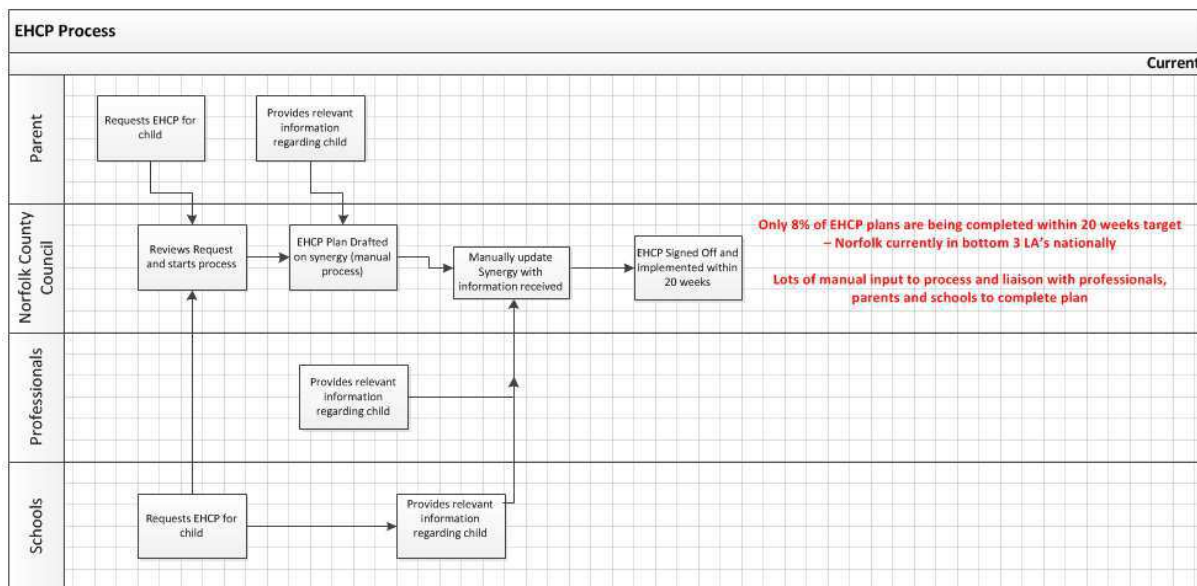 EHCP Process
Current
Parent
Requests EHCP for
child
Provides relevant
information
regarding child
Norfolk County
Council
Reviews Request
and starts process
EHCP Plan Drafted
on synergy (manual
process)
Manually update
Synergy with
information received
EHCP Signed Off and
implemented within
20 weeks
Only 8% of EHCP plans are being completed within 20 weeks target
– Norfolk currently in bottom 3 LA's nationally
Lots of manual input to process and liaison with professionals,
parents and schools to complete plan
Professionals
Provides relevant
information
regarding child
Schools
Requests EHCP for
child
Provides relevant
information
regarding child